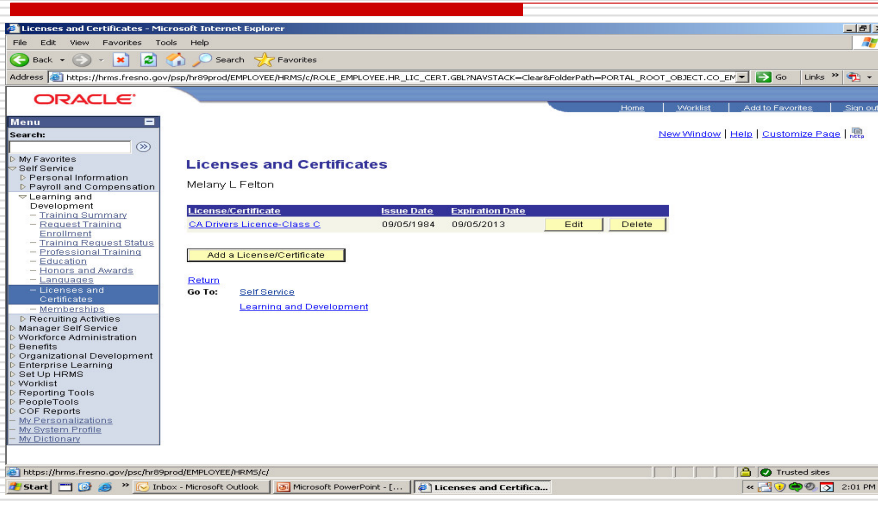 Licenses and Certificates - Microsoft Internet Explorer
File Edit View Favorites Tools Help
Back Search Favorites
Address https://hrms.fresno.gov/psp/hr89prod/EMPLOYEE/HRMS/c/ROLE_EMPLOYEE.HR_LIC_CERT.GBL?NAVSTACK=Clear&FolderPath=PORTAL_ROOT_OBJECT.CO_EM Go Links »
ORACLE
Home Worklist Add to Favorites Sign out
Menu
Search:
New Window | Help | Customize Page | http
My Favorites
Self Service
Personal Information
Payroll and Compensation
Learning and
Development
– Training Summary
– Request Training
Enrollment
– Training Request Status
– Professional Training
– Education
– Honors and Awards
– Languages
– Licenses and
Certificates
– Memberships
Recruiting Activities
Manager Self Service
Workforce Administration
Benefits
Organizational Development
Enterprise Learning
Set Up HRMS
Worklist
Reporting Tools
PeopleTools
COF Reports
– My Personalizations
– My System Profile
– My Dictionary
Licenses and Certificates
Melany L Felton
License/Certificate Issue Date Expiration Date
CA Drivers Licence-Class C 09/05/1984 09/05/2013 Edit Delete
Add a License/Certificate
Return
Go To: Self Service
Learning and Development
https://hrms.fresno.gov/psc/hr89prod/EMPLOYEE/HRMS/c/ Trusted sites
Start » Inbox - Microsoft Outlook Microsoft PowerPoint - [... Licenses and Certifica... « 2:01 PM